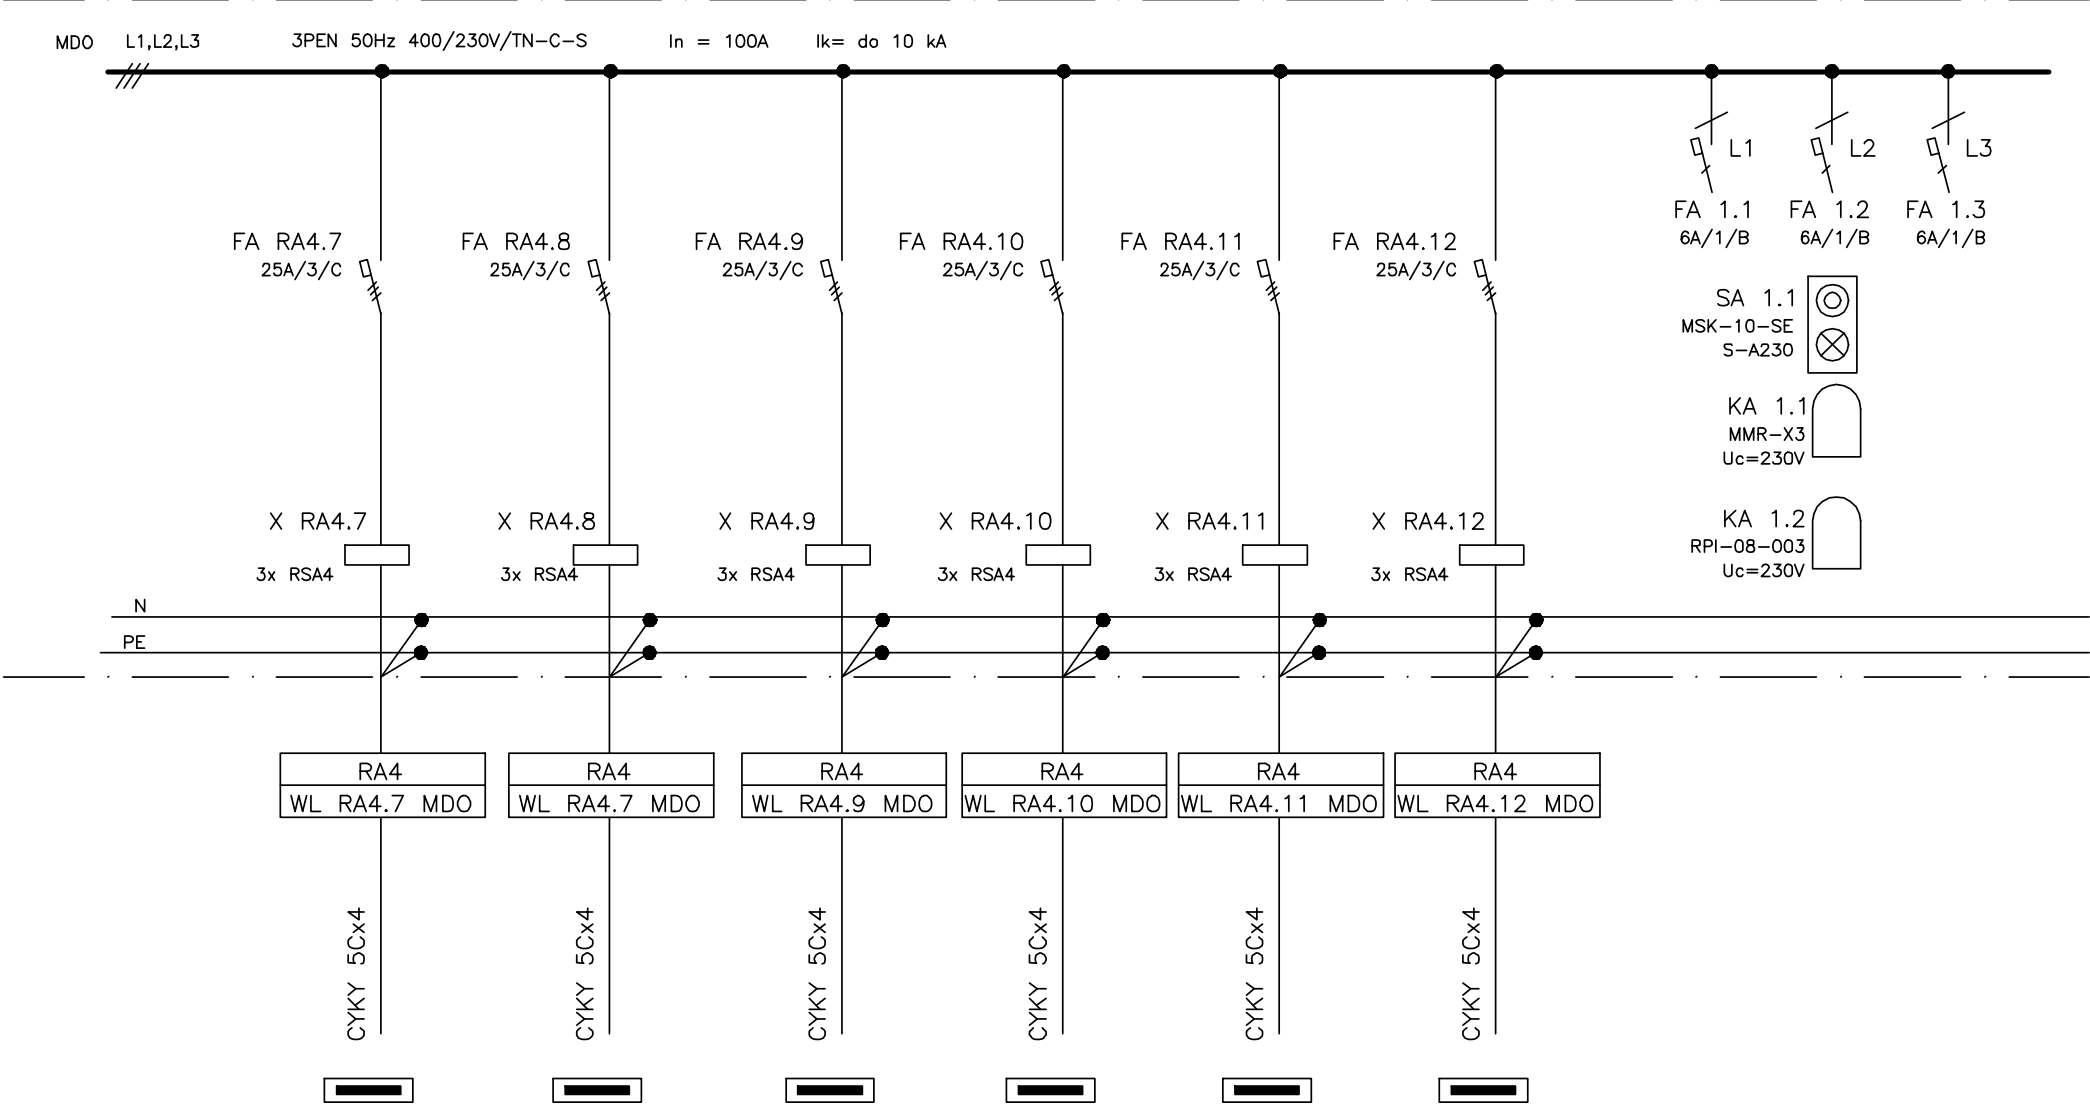 MDO L1,L2,L3 3PEN 50Hz 400/230V/TN-C-S In = 100A Ik= do 10 kA
L1 L2 L3
FA 1.1 FA 1.2 FA 1.3
6A/1/B 6A/1/B 6A/1/B
FA RA4.7 FA RA4.8 FA RA4.9 FA RA4.10 FA RA4.11 FA RA4.12
25A/3/C 25A/3/C 25A/3/C 25A/3/C 25A/3/C 25A/3/C
SA 1.1
MSK-10-SE
S-A230
KA 1.1
MMR-X3
Uc=230V
X RA4.7 X RA4.8 X RA4.9 X RA4.10 X RA4.11 X RA4.12
3x RSA4 3x RSA4 3x RSA4 3x RSA4 3x RSA4 3x RSA4
KA 1.2
RPI-08-003
Uc=230V
N
PE
RA4 RA4 RA4 RA4 RA4 RA4
WL RA4.7 MDO WL RA4.7 MDO WL RA4.9 MDO WL RA4.10 MDO WL RA4.11 MDO WL RA4.12 MDO
CYKY 5Cx4 CYKY 5Cx4 CYKY 5Cx4 CYKY 5Cx4 CYKY 5Cx4 CYKY 5Cx4